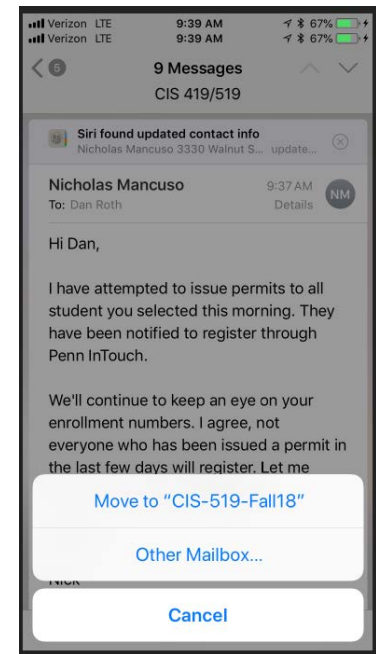 Verizon LTE 9:39 AM 67%
Verizon LTE 9:39 AM 67%
5 9 Messages
CIS 419/519
Siri found updated contact info
Nicholas Mancuso 3330 Walnut S... update...
Nicholas Mancuso 9:37 AM NM
To: Dan Roth Details
Hi Dan,
I have attempted to issue permits to all
student you selected this morning. They
have been notified to register through
Penn InTouch.
We'll continue to keep an eye on your
enrollment numbers. I agree, not
everyone who has been issued a permit in
the last few days will register. Let me
Move to "CIS-519-Fall18"
Other Mailbox...
Nick
Cancel